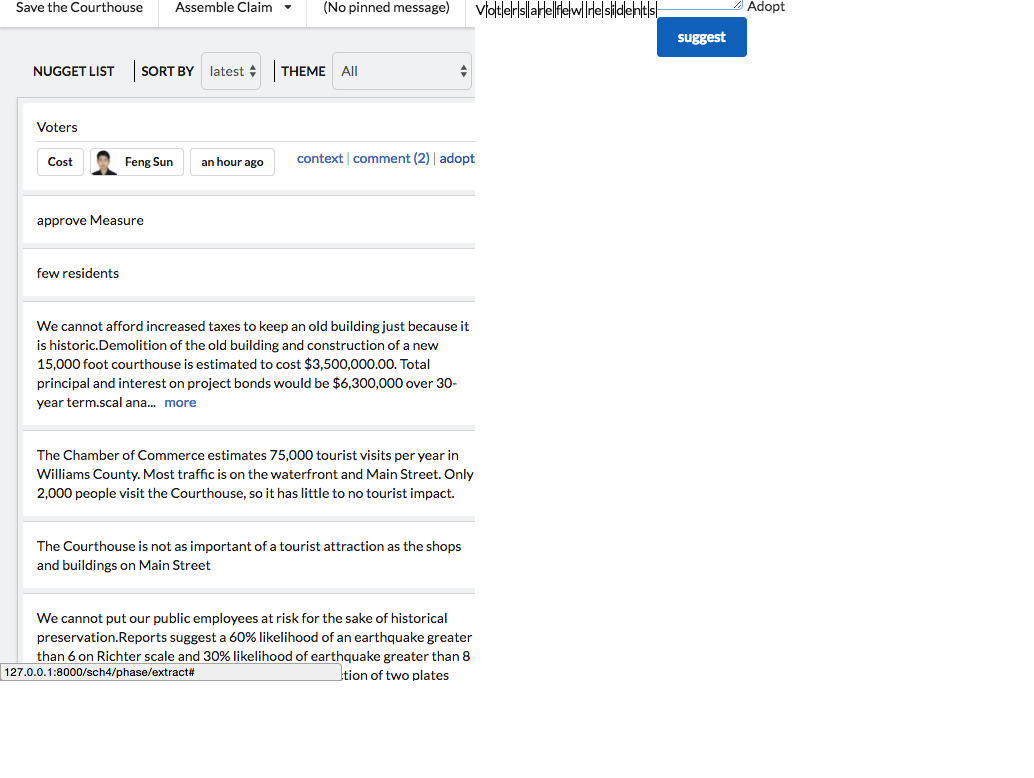 Save the Courthouse Assemble Claim (No pinned message)
Voters are few residents Adopt
suggest
NUGGET LIST SORT BY latest THEME All
Voters
Cost Feng Sun an hour ago context | comment (2) | adopt
approve Measure
few residents
We cannot afford increased taxes to keep an old building just because it
is historic.Demolition of the old building and construction of a new
15,000 foot courthouse is estimated to cost $3,500,000.00. Total
principal and interest on project bonds would be $6,300,000 over 30-
year term.scal ana... more
The Chamber of Commerce estimates 75,000 tourist visits per year in
Williams County. Most traffic is on the waterfront and Main Street. Only
2,000 people visit the Courthouse, so it has little to no tourist impact.
The Courthouse is not as important of a tourist attraction as the shops
and buildings on Main Street
We cannot put our public employees at risk for the sake of historical
preservation.Reports suggest a 60% likelihood of an earthquake greater
than 6 on Richter scale and 30% likelihood of earthquake greater than 8
127.0.0.1:8000/sch4/phase/extract# of two plates